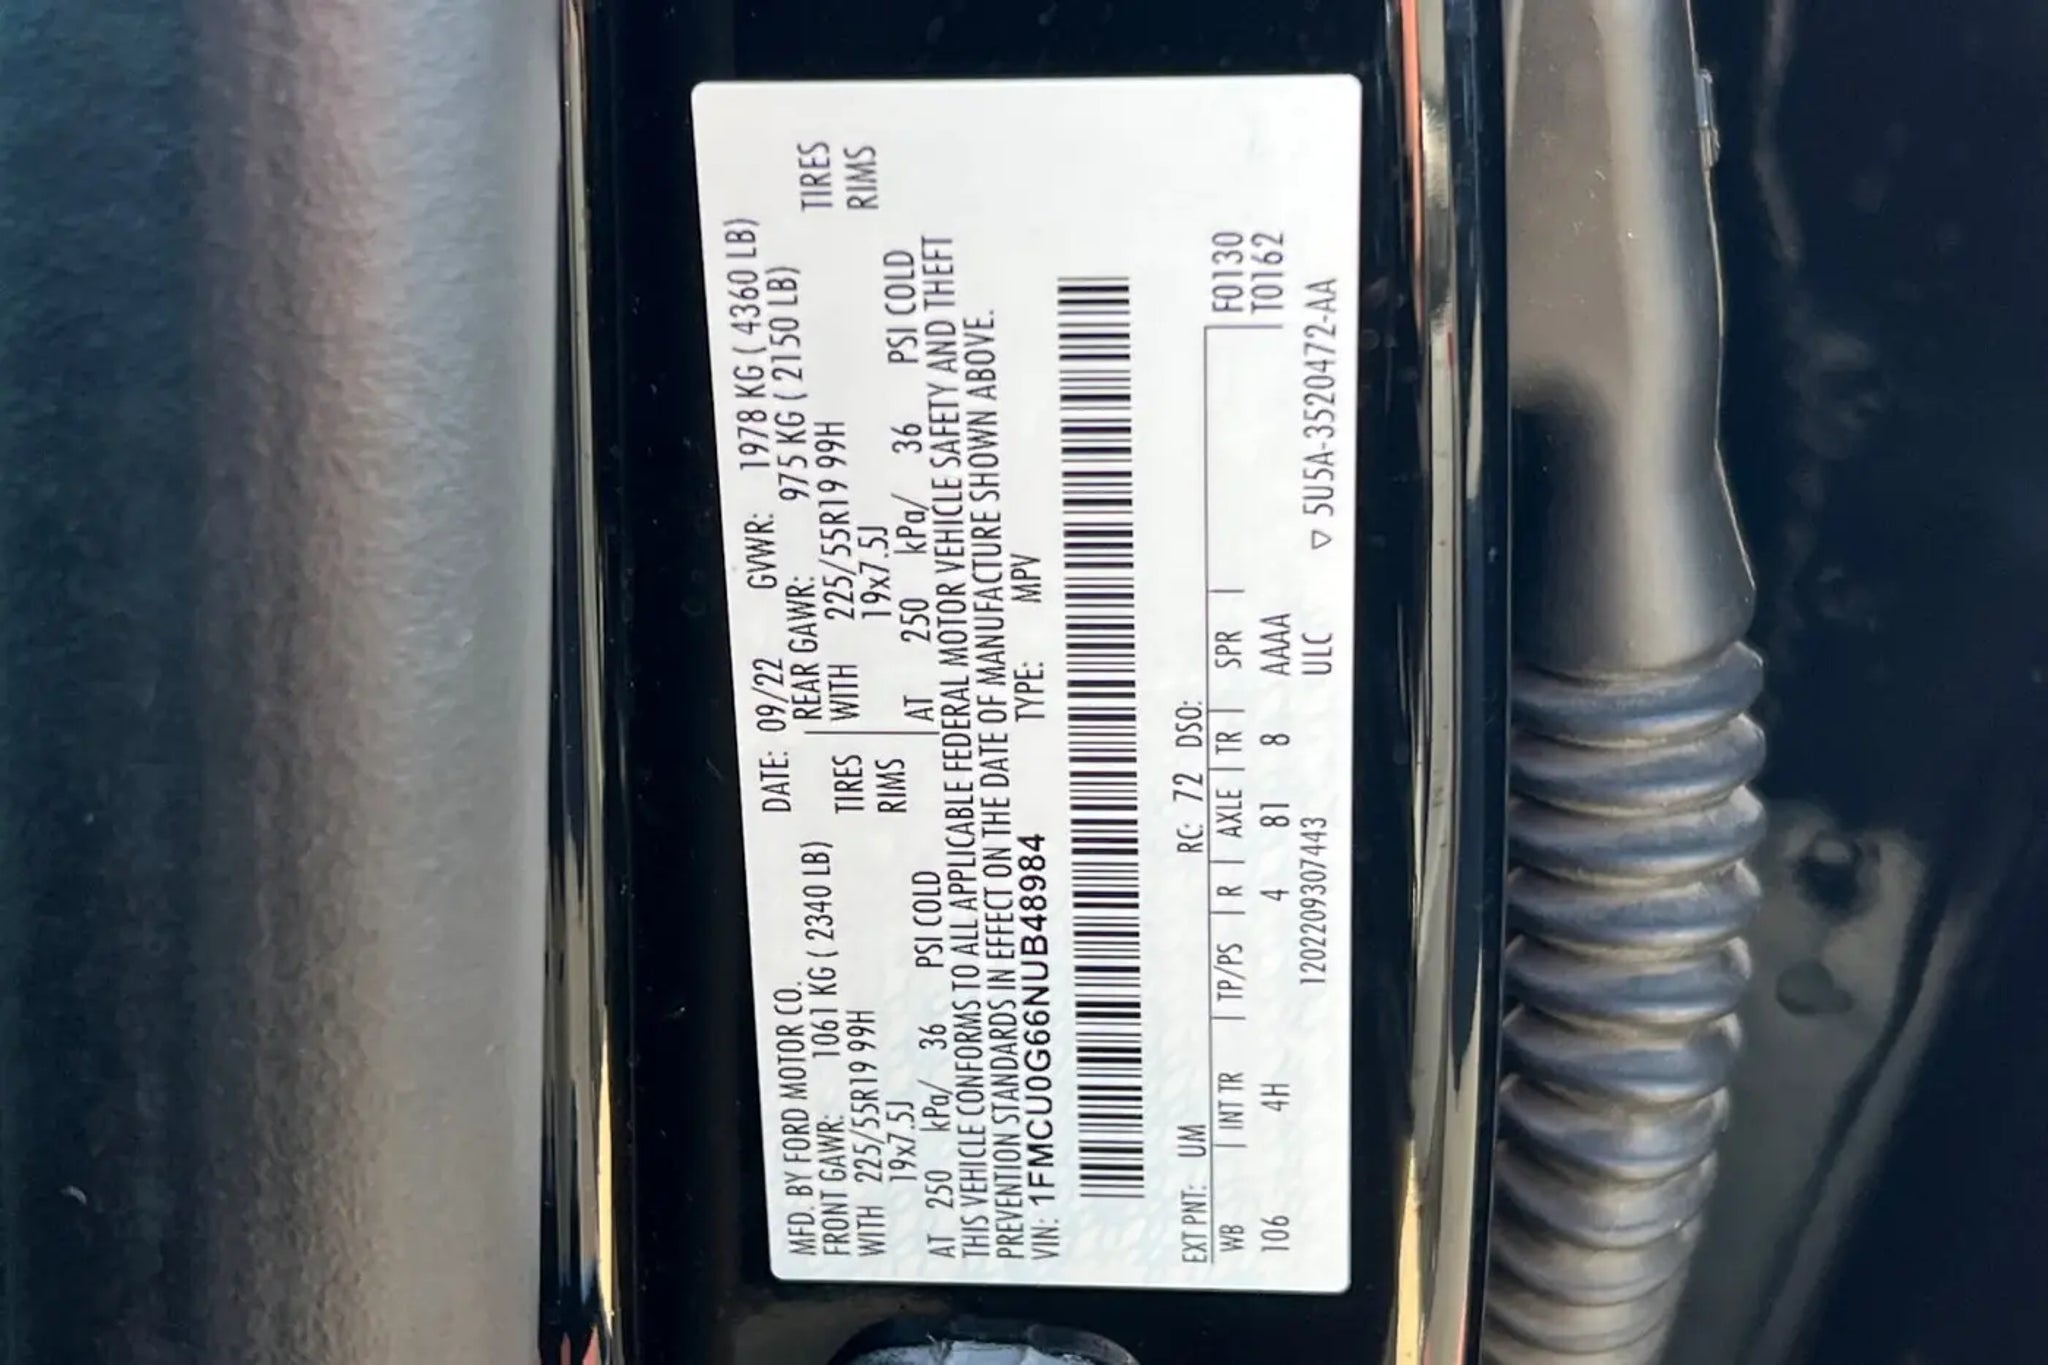 MFD. BY FORD MOTOR CO. DATE: 09/22 GVWR: 1978 KG ( 4360 LB)
FRONT GAWR: 1061 KG ( 2340 LB) REAR GAWR: 975 KG ( 2150 LB)
WITH 225/55R19 99H TIRES WITH 225/55R19 99H TIRES
19x7.5J RIMS 19x7.5J RIMS
AT 250 kPa/ 36 PSI COLD AT 250 kPa/ 36 PSI COLD
THIS VEHICLE CONFORMS TO ALL APPLICABLE FEDERAL MOTOR VEHICLE SAFETY AND THEFT
PREVENTION STANDARDS IN EFFECT ON THE DATE OF MANUFACTURE SHOWN ABOVE.
VIN: 1FMCU0G66NUB48984 TYPE: MPV
EXT PNT: UM RC: 72 DSO: F0130
WB INT TR TP/PS R AXLE TR SPR T0162
106 4H 4 81 8 AAAA
1202209307443 ULC ▽ 5U5A-3520472-AA